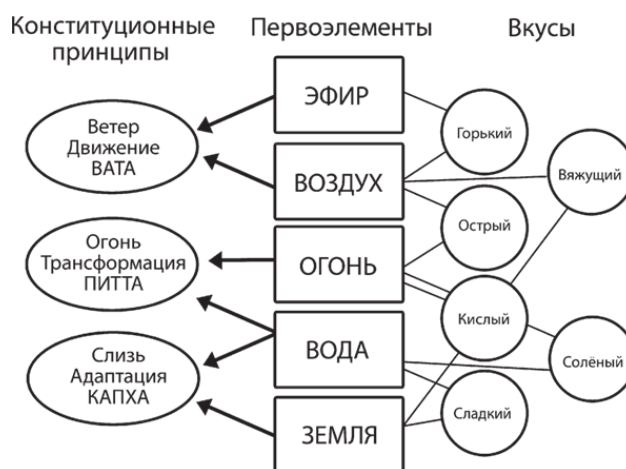 Конституционные
принципы
Первоэлементы
Вкусы
Ветер
Движение
ВАТА
Огонь
Трансформация
ПИТТА
Слизь
Адаптация
КАПХА
ЭФИР
ВОЗДУХ
ОГОНЬ
ВОДА
ЗЕМЛЯ
Горький
Острый
Кислый
Сладкий
Вяжущий
Солёный